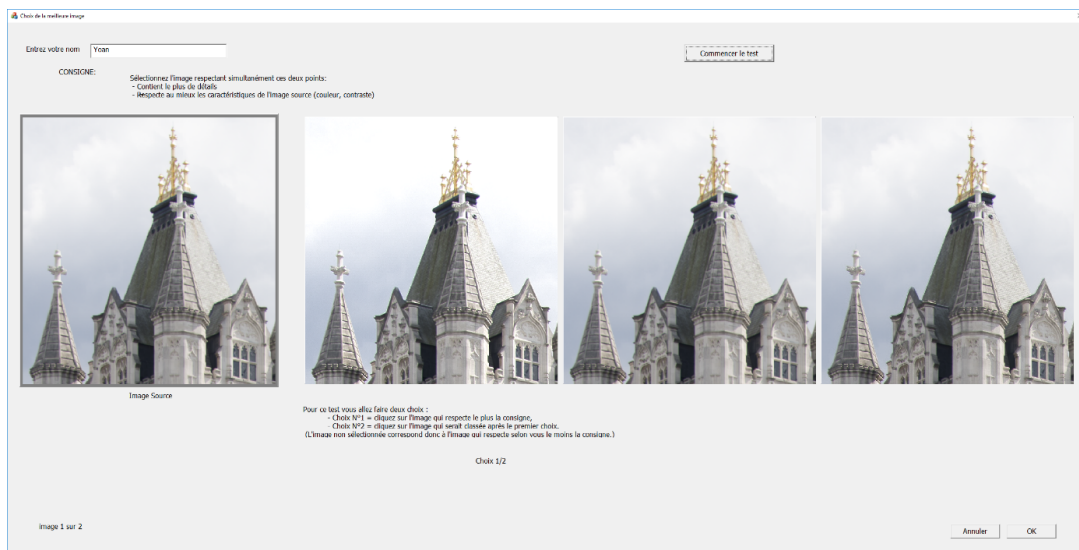 Choix de la meilleure image
Entrez votre nom Yoan Commencer le test
CONSIGNE:
Sélectionnez l'image respectant simultanément ces deux points:
- Contient le plus de détails
- Respecte au mieux les caractéristiques de l'image source (couleur, contraste)
Image Source
Pour ce test vous allez faire deux choix :
- Choix N°1 = cliquez sur l'image qui respecte le plus la consigne,
- Choix N°2 = cliquez sur l'image qui serait classée après le premier choix.
(L'image non sélectionnée correspond donc à l'image qui respecte selon vous le moins la consigne.)
Choix 1/2
Image 1 sur 2
Annuler OK